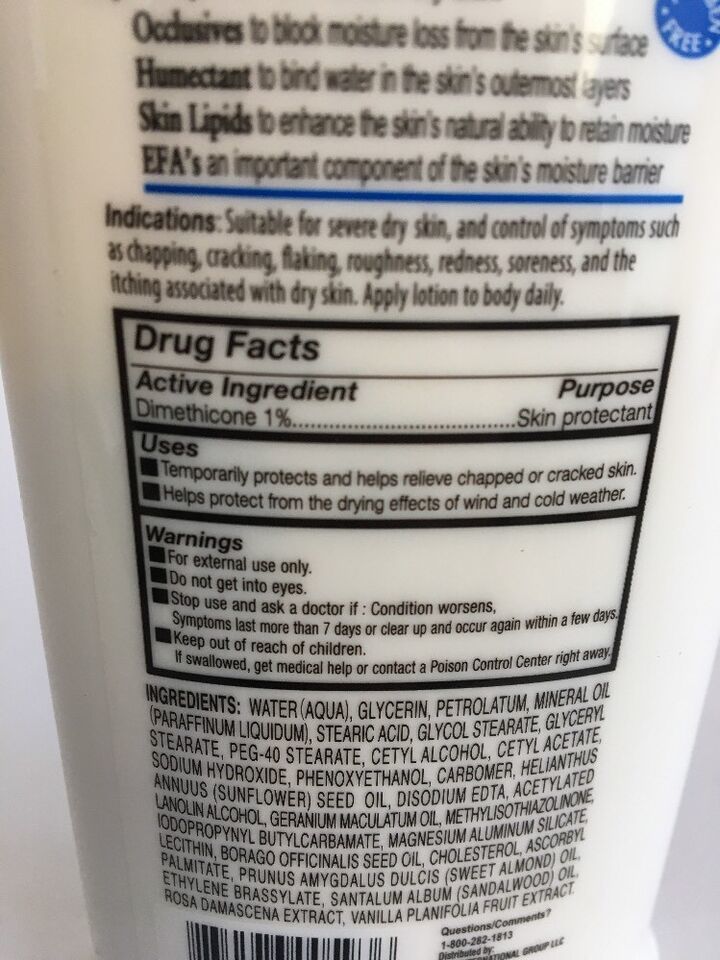 Occlusives to block moisture loss from the skin's surface
FREE
Humectant to bind water in the skin's outermost layers
Skin Lipids to enhance the skin's natural ability to retain moisture
EFA's an important component of the skin's moisture barrier
Indications: Suitable for severe dry skin, and control of symptoms such
as chapping, cracking, flaking, roughness, redness, soreness, and the
itching associated with dry skin. Apply lotion to body daily.
Drug Facts
Active Ingredient Purpose
Dimethicone 1%......................................Skin protectant
Uses
■ Temporarily protects and helps relieve chapped or cracked skin.
■ Helps protect from the drying effects of wind and cold weather.
Warnings
■ For external use only.
■ Do not get into eyes.
■ Stop use and ask a doctor if : Condition worsens,
Symptoms last more than 7 days or clear up and occur again within a few days.
■ Keep out of reach of children.
If swallowed, get medical help or contact a Poison Control Center right away.
INGREDIENTS: WATER (AQUA), GLYCERIN, PETROLATUM, MINERAL OIL
(PARAFFINUM LIQUIDUM), STEARIC ACID, GLYCOL STEARATE, GLYCERYL
STEARATE, PEG-40 STEARATE, CETYL ALCOHOL, CETYL ACETATE,
SODIUM HYDROXIDE, PHENOXYETHANOL, CARBOMER, HELIANTHUS
ANNUUS (SUNFLOWER) SEED OIL, DISODIUM EDTA, ACETYLATED
LANOLIN ALCOHOL, GERANIUM MACULATUM OIL, METHYLISOTHIAZOLINONE,
IODOPROPYNYL BUTYLCARBAMATE, MAGNESIUM ALUMINUM SILICATE,
LECITHIN, BORAGO OFFICINALIS SEED OIL, CHOLESTEROL, ASCORBYL
PALMITATE, PRUNUS AMYGDALUS DULCIS (SWEET ALMOND) OIL,
ETHYLENE BRASSYLATE, SANTALUM ALBUM (SANDALWOOD) OIL,
ROSA DAMASCENA EXTRACT, VANILLA PLANIFOLIA FRUIT EXTRACT.
Questions/Comments?
1-800-282-1813
Distributed by:
GROUP LLC